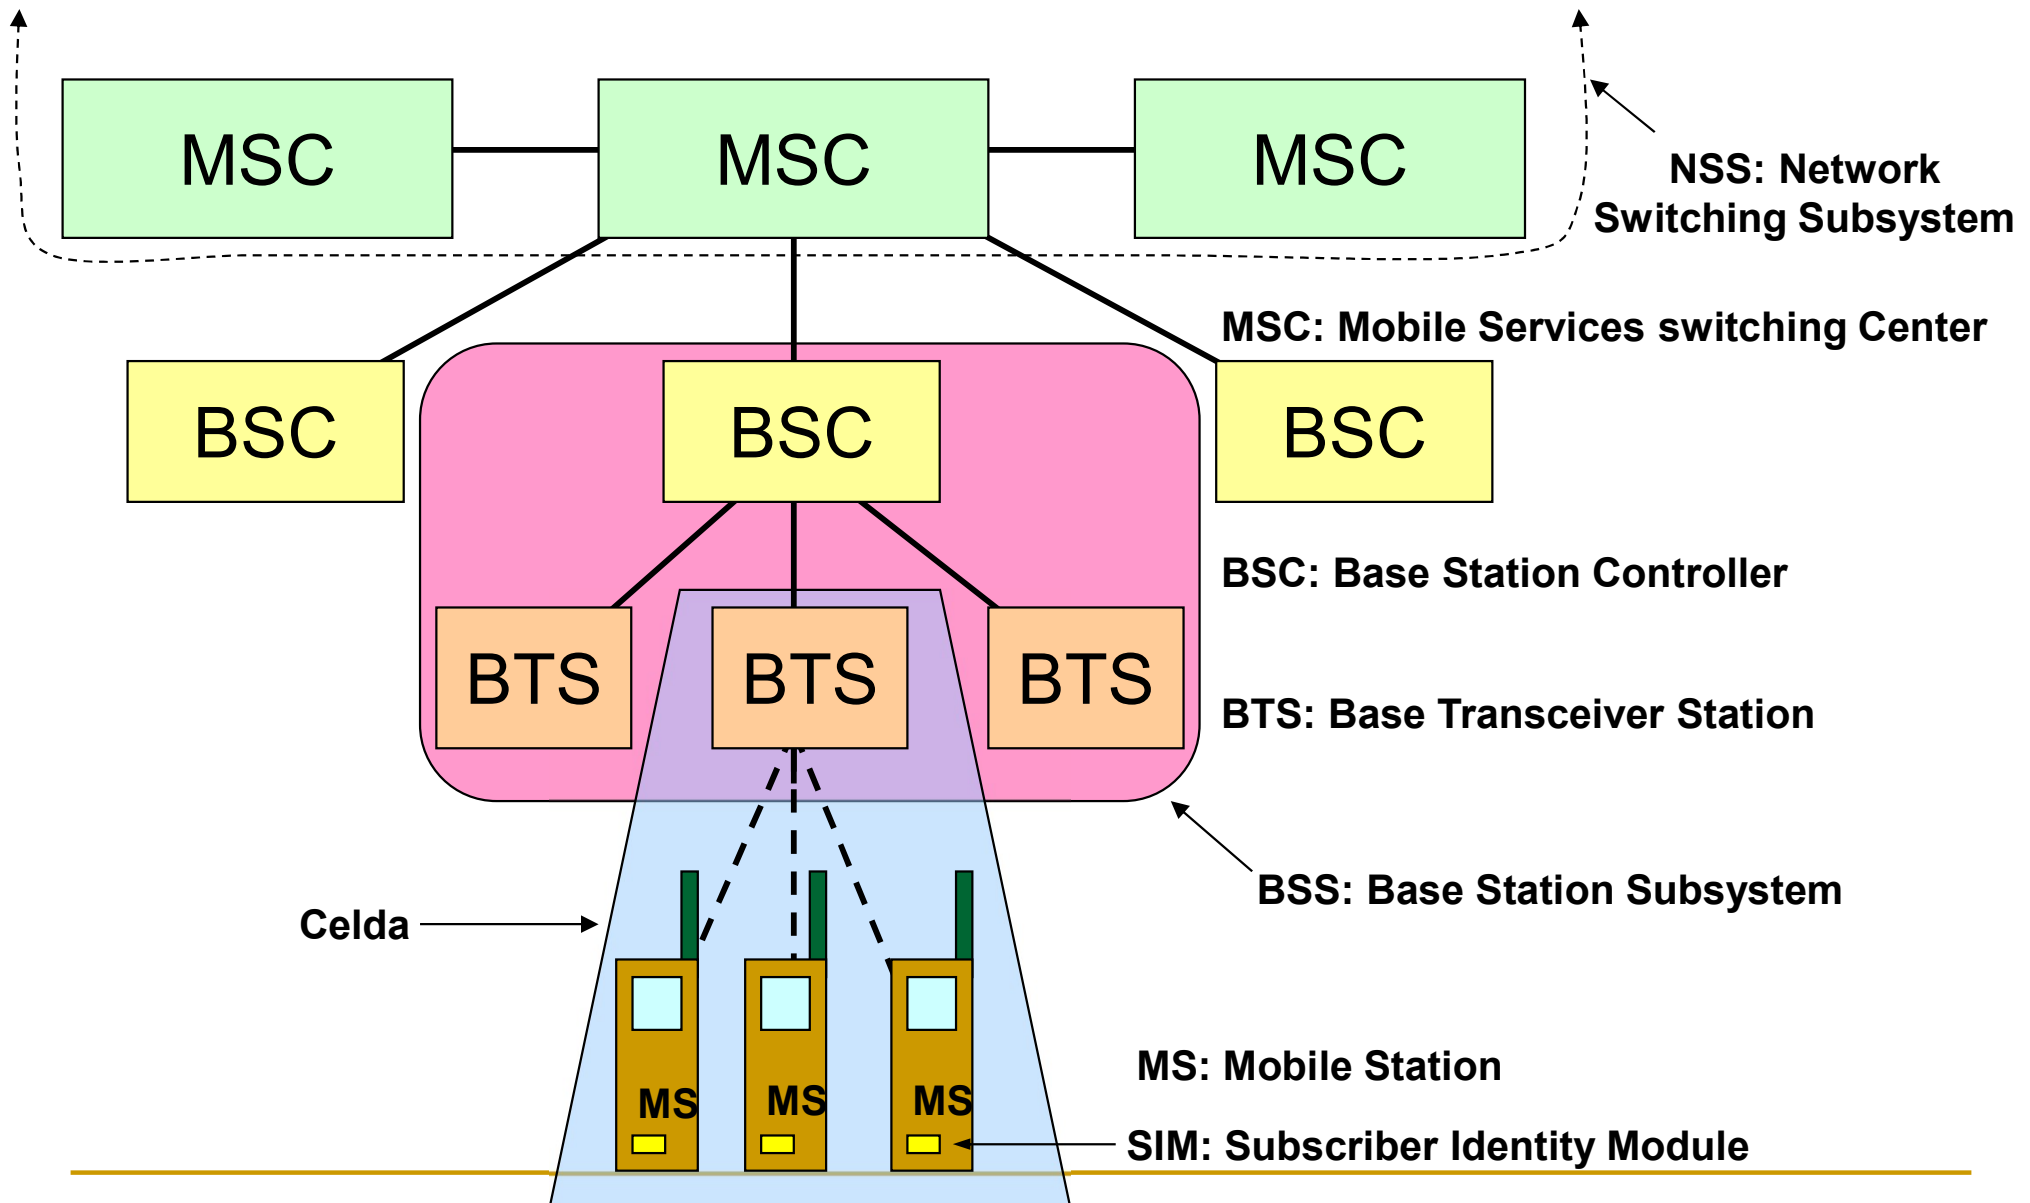 MSC MSC MSC
NSS: Network
Switching Subsystem
MSC: Mobile Services switching Center
BSC BSC BSC
BSC: Base Station Controller
BTS BTS BTS
BTS: Base Transceiver Station
BSS: Base Station Subsystem
Celda
MS: Mobile Station
MS MS MS
SIM: Subscriber Identity Module